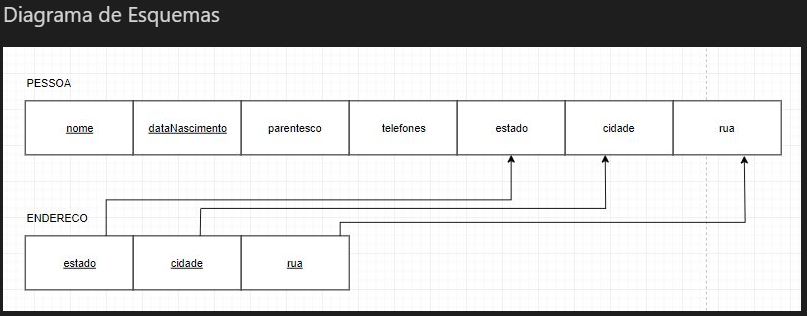 Diagrama de Esquemas
PESSOA
nome dataNascimento parentesco telefones estado cidade rua
ENDERECO
estado cidade rua